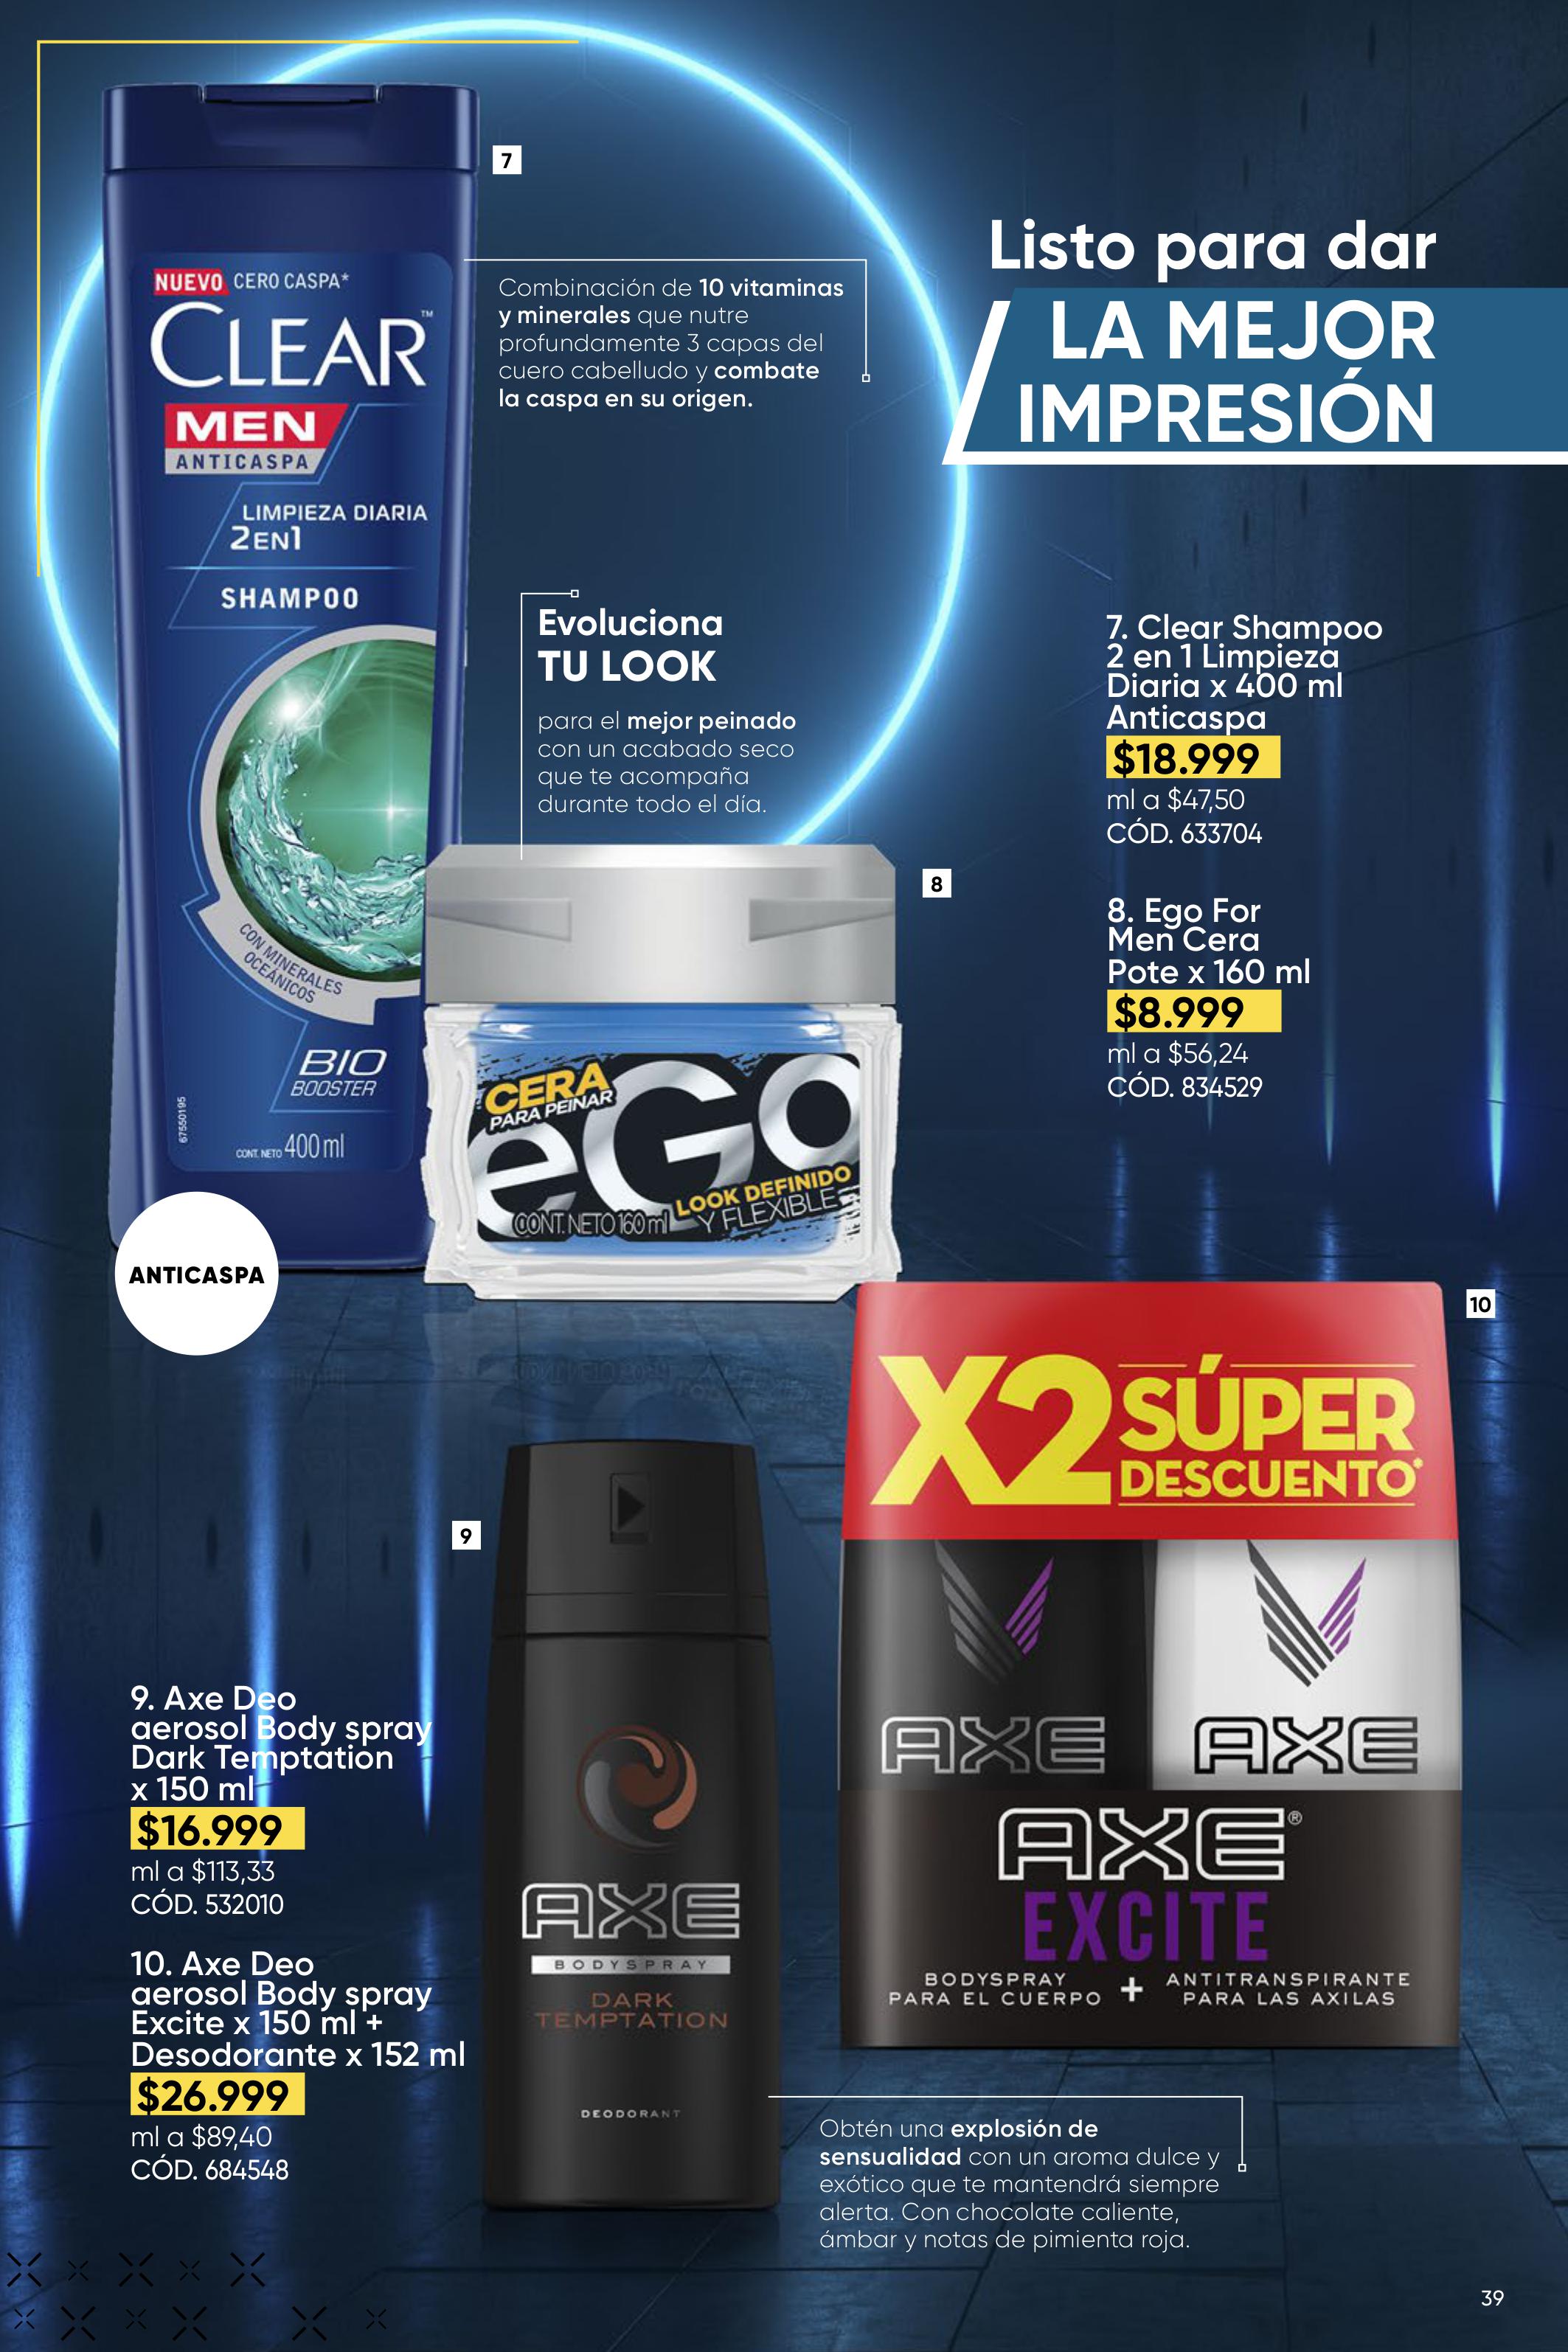 7
NUEVO CERO CASPA*
CLEAR™
MEN
ANTICASPA
LIMPIEZA DIARIA
2EN1
SHAMPOO
CON MINERALES
OCEÁNICOS
BIO
BOOSTER
67550195
CONT. NETO 400 ml
ANTICASPA
Combinación de 10 vitaminas
y minerales que nutre
profundamente 3 capas del
cuero cabelludo y combate
la caspa en su origen.
Listo para dar
LA MEJOR
IMPRESIÓN
Evoluciona
TU LOOK
para el mejor peinado
con un acabado seco
que te acompaña
durante todo el día.
7. Clear Shampoo
2 en 1 Limpieza
Diaria x 400 ml
Anticaspa
$18.999
ml a $47,50
CÓD. 633704
8
CERA
PARA PEINAR
eGo
LOOK DEFINIDO
Y FLEXIBLE
CONT. NETO 160 ml
8. Ego For
Men Cera
Pote x 160 ml
$8.999
ml a $56,24
CÓD. 834529
10
X2 SÚPER
DESCUENTO*
AXE
AXE
AXE®
EXCITE
BODYSPRAY
PARA EL CUERPO
+
ANTITRANSPIRANTE
PARA LAS AXILAS
9
AXE
BODYSPRAY
DARK
TEMPTATION
DEODORANT
9. Axe Deo
aerosol Body spray
Dark Temptation
x 150 ml
$16.999
ml a $113,33
CÓD. 532010
10. Axe Deo
aerosol Body spray
Excite x 150 ml +
Desodorante x 152 ml
$26.999
ml a $89,40
CÓD. 684548
Obtén una explosión de
sensualidad con un aroma dulce y
exótico que te mantendrá siempre
alerta. Con chocolate caliente,
ámbar y notas de pimienta roja.
39